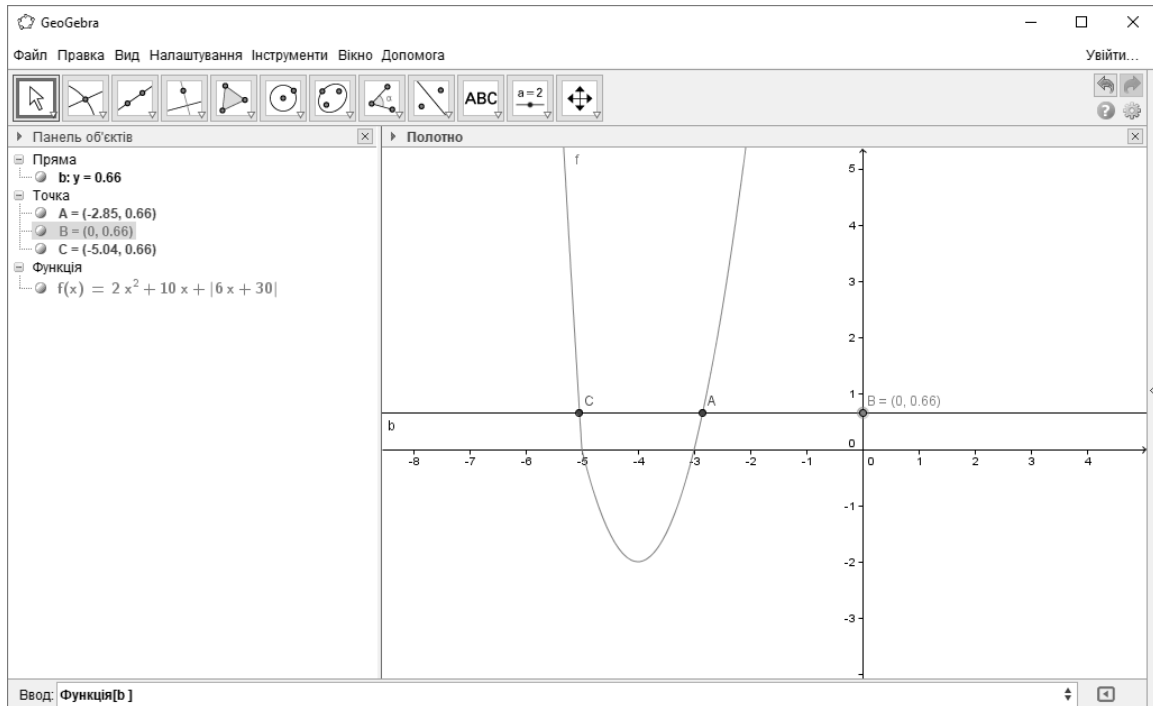 GeoGebra
Файл Правка Вид Налаштування Інструменти Вікно Допомога Увійти...
α ABC a = 2
Панель об'єктів
Полотно
Пряма
b: y = 0.66
Точка
A = (-2.85, 0.66)
B = (0, 0.66)
C = (-5.04, 0.66)
Функція
f(x) = 2 x² + 10 x + |6 x + 30|
f
5
4
3
2
1
C A B = (0, 0.66)
b
0
-8 -7 -6 -5 -4 -3 -2 -1 0 1 2 3 4
-1
-2
-3
Ввод: Функція[b ]